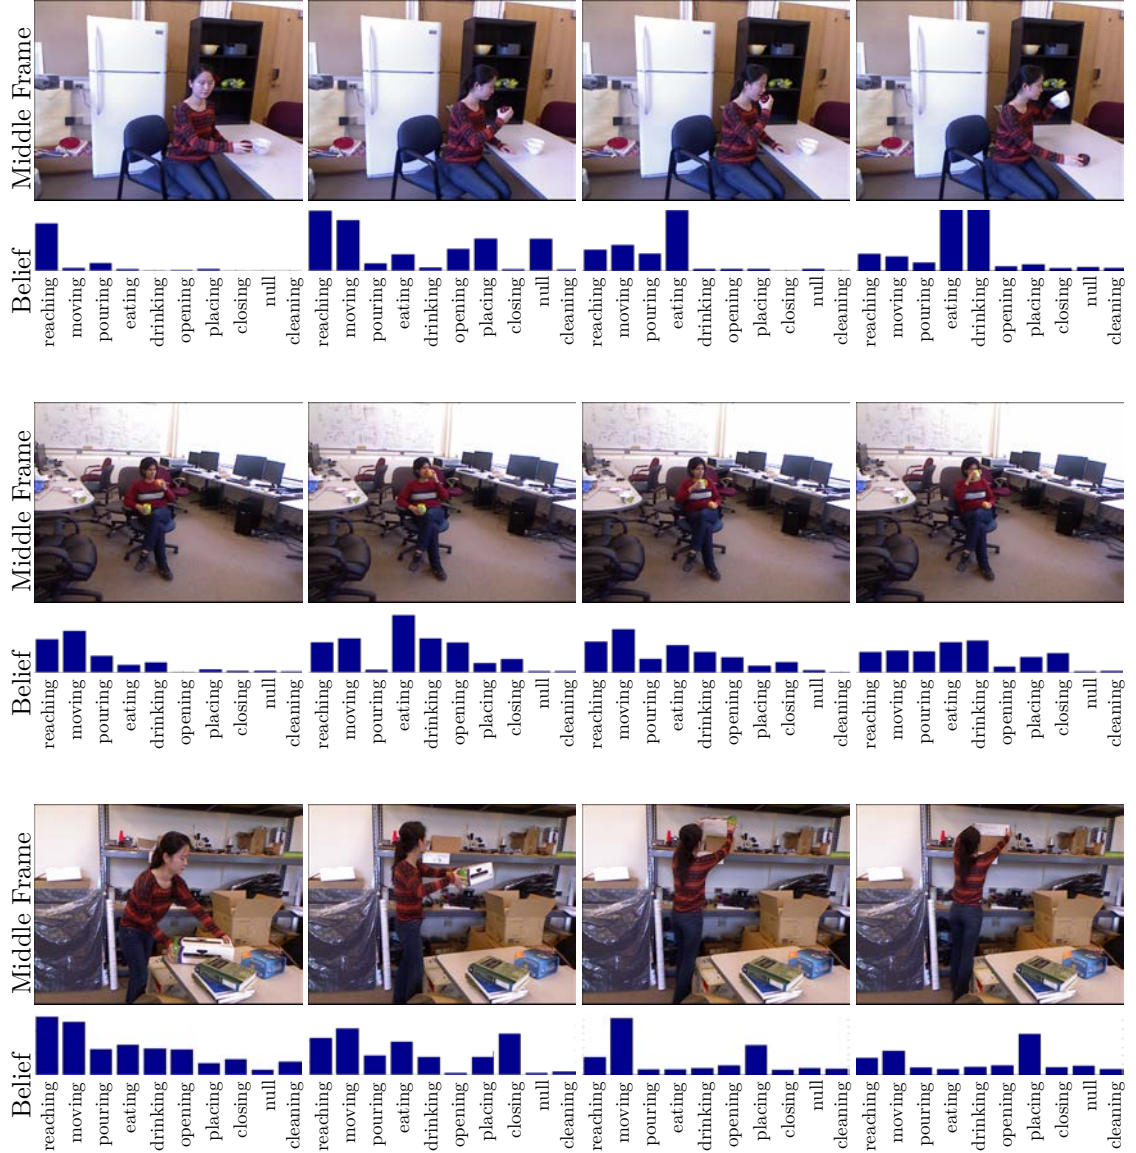 Middle Frame
Belief
reaching moving pouring eating drinking opening placing closing null cleaning reaching moving pouring eating drinking opening placing closing null cleaning reaching moving pouring eating drinking opening placing closing null cleaning reaching moving pouring eating drinking opening placing closing null cleaning
Middle Frame
Belief
reaching moving pouring eating drinking opening placing closing null cleaning reaching moving pouring eating drinking opening placing closing null cleaning reaching moving pouring eating drinking opening placing closing null cleaning reaching moving pouring eating drinking opening placing closing null cleaning
Middle Frame
Belief
reaching moving pouring eating drinking opening placing closing null cleaning reaching moving pouring eating drinking opening placing closing null cleaning reaching moving pouring eating drinking opening placing closing null cleaning reaching moving pouring eating drinking opening placing closing null cleaning